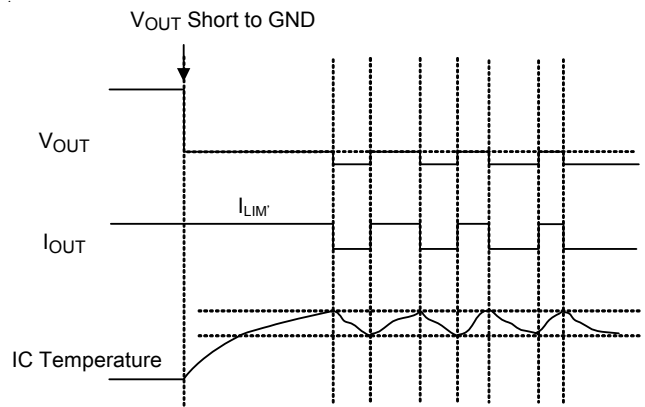 VOUT Short to GND
VOUT
ILIM'
IOUT
IC Temperature